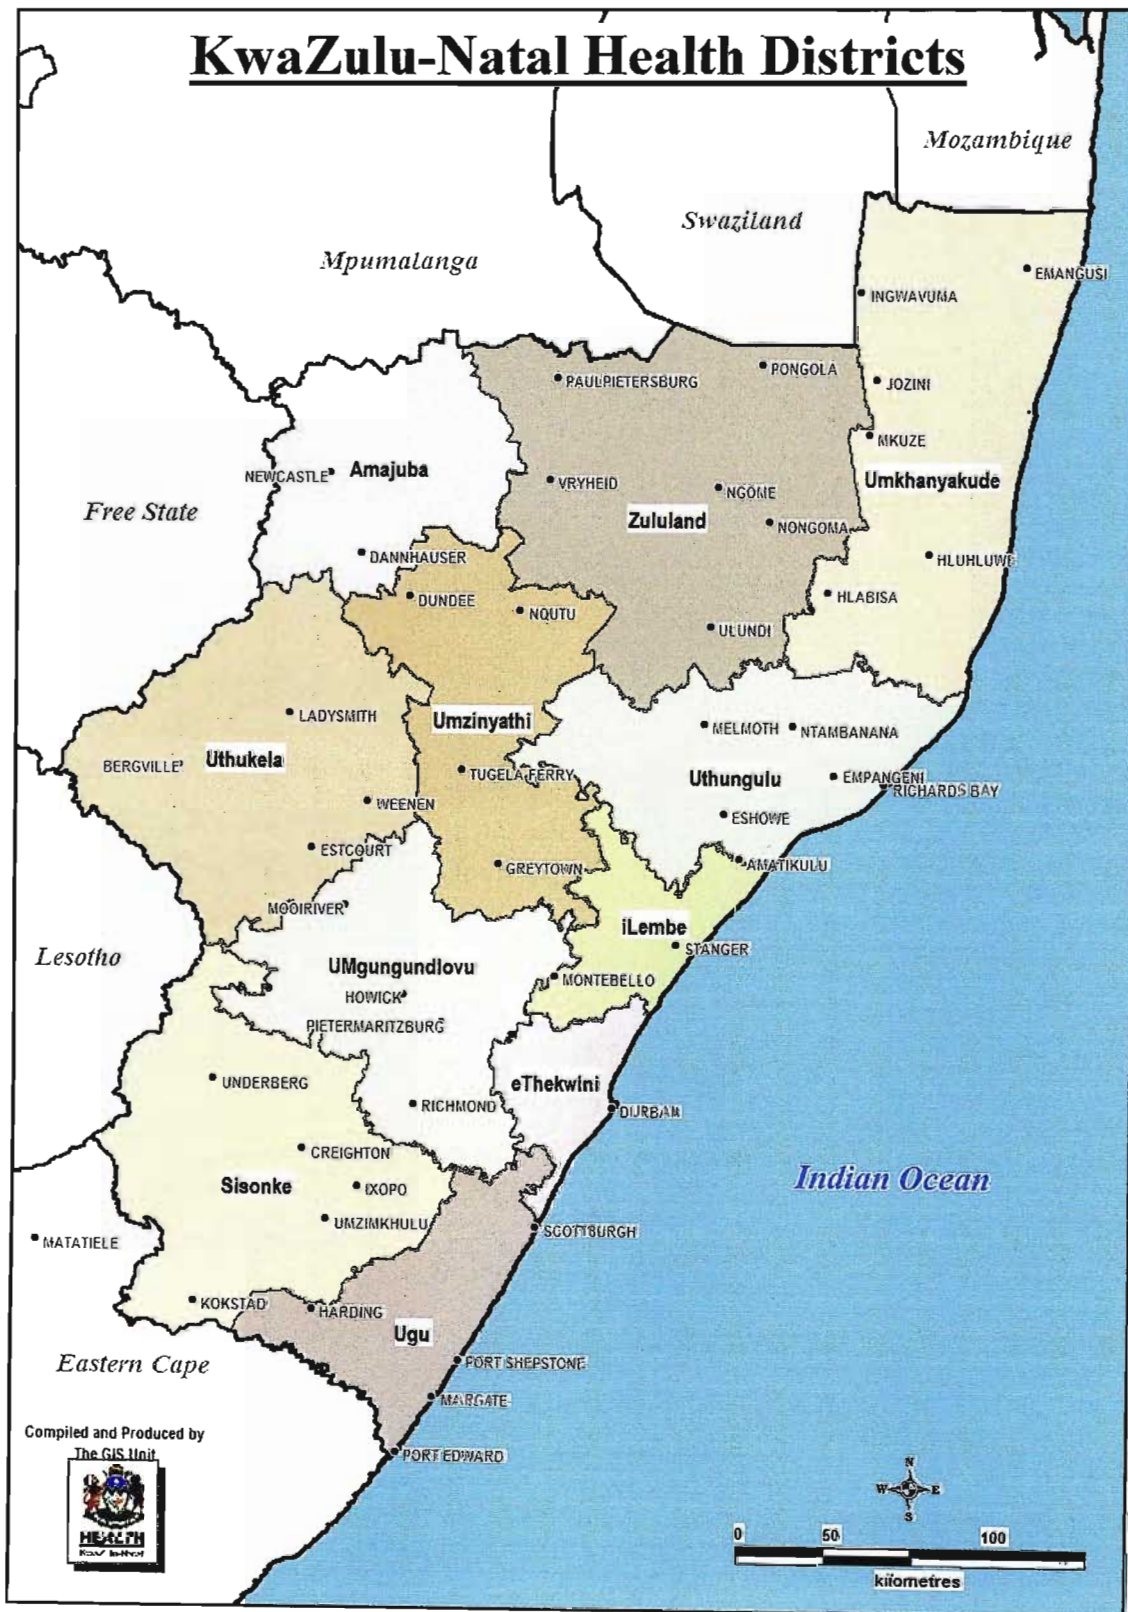 KwaZulu-Natal Health Districts
Mozambique
Swaziland
Mpumalanga
EMANGUSI
INGWAVUMA
PONGOLA
PAULPIETERSBURG
JOZINI
MKUZE
Amajuba
NEWCASTLE
Umkhanyakude
VRYHEID
NGOME
Free State
Zululand
NONGOMA
DANNHAUSER
HLUHLUWE
DUNDEE
HLABISA
NQUTU
ULUNDI
LADYSMITH
Umzinyathi
MELMOTH
NTAMBANANA
BERGVILLE
Uthukela
TUGELA FERRY
Uthungulu
EMPANGENI
RICHARDS BAY
WEENEN
ESHOWE
ESTCOURT
GREYTOWN
AMATIKULU
MOOIRIVER
iLembe
Lesotho
STANGER
UMgungundlovu
MONTEBELLO
HOWICK
PIETERMARITZBURG
UNDERBERG
eThekwini
RICHMOND
DURBAN
CREIGHTON
Sisonke
IXOPO
Indian Ocean
UMZIMKHULU
SCOTTBURGH
MATATIELE
KOKSTAD
HARDING
Ugu
Eastern Cape
PORT SHEPSTONE
MARGATE
Compiled and Produced by
The GIS Unit
PORT EDWARD
N
W E
S
HEALTH
0 50 100
kilometres